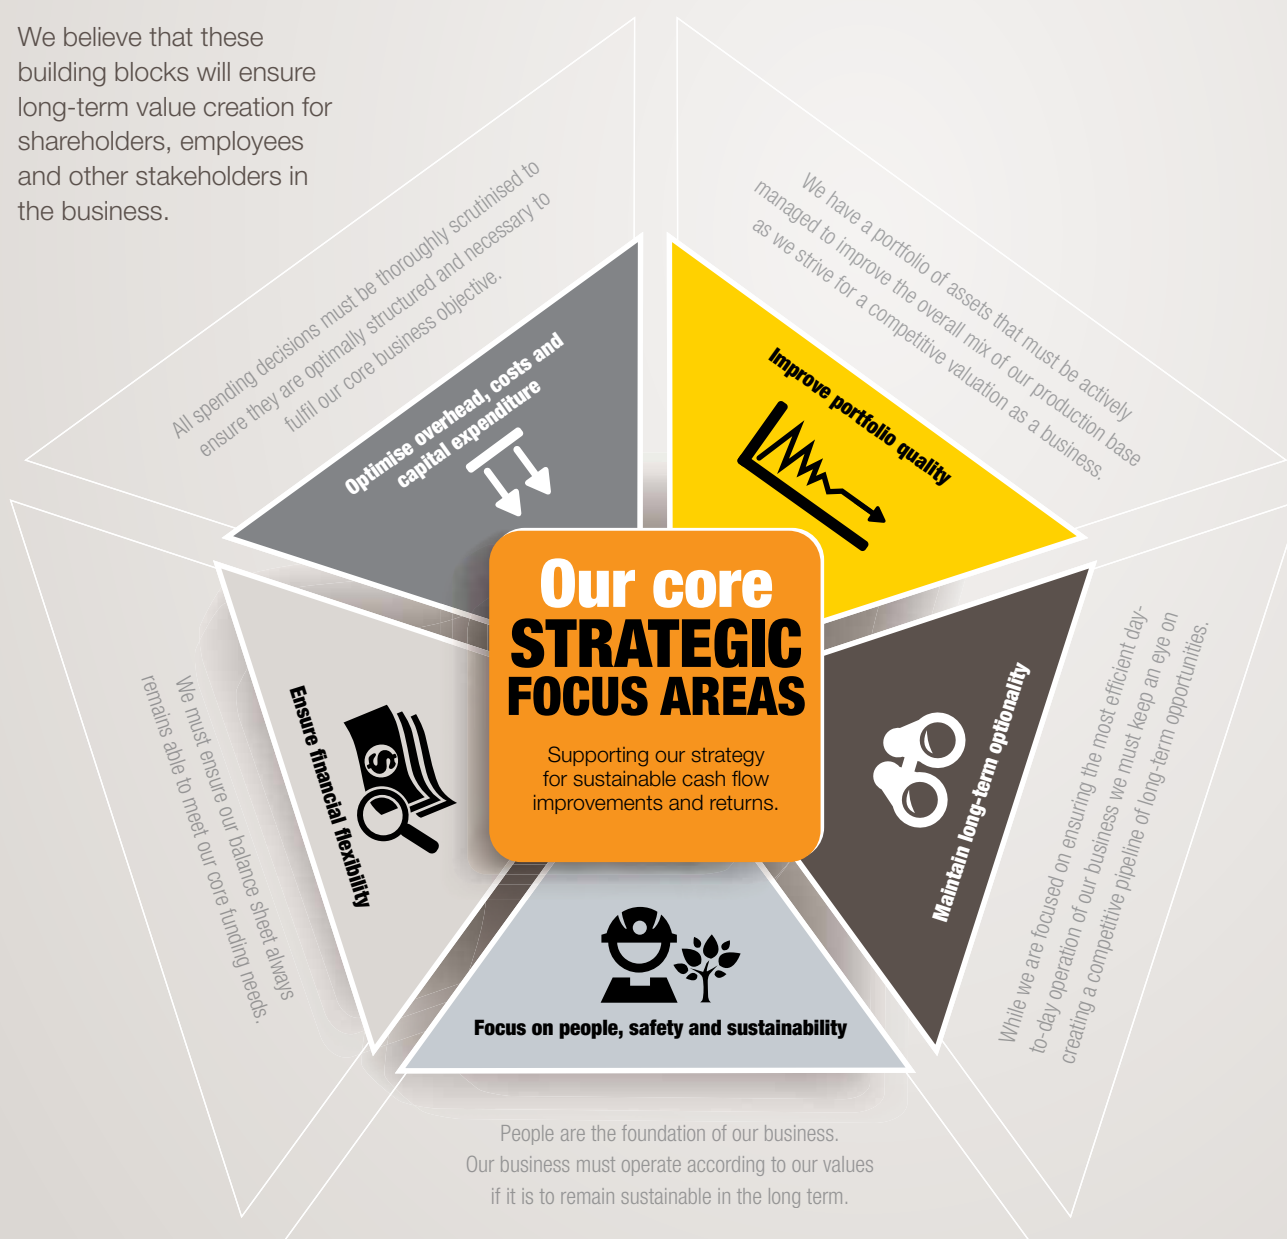 We believe that these
building blocks will ensure
long-term value creation for
shareholders, employees
and other stakeholders in
the business.
All spending decisions must be thoroughly scrutinised to
ensure they are optimally structured and necessary to
fulfil our core business objective.
Optimise overhead, costs and
capital expenditure
We have a portfolio of assets that must be actively
managed to improve the overall mix of our production base
as we strive for a competitive valuation as a business.
Improve portfolio quality
Our core
STRATEGIC
FOCUS AREAS
Supporting our strategy
for sustainable cash flow
improvements and returns.
We must ensure our balance sheet always
remains able to meet our core funding needs.
Ensure financial flexibility
$
Maintain long-term optionality
While we are focused on ensuring the most efficient day-
to-day operation of our business we must keep an eye on
creating a competitive pipeline of long-term opportunities.
Focus on people, safety and sustainability
People are the foundation of our business.
Our business must operate according to our values
if it is to remain sustainable in the long term.